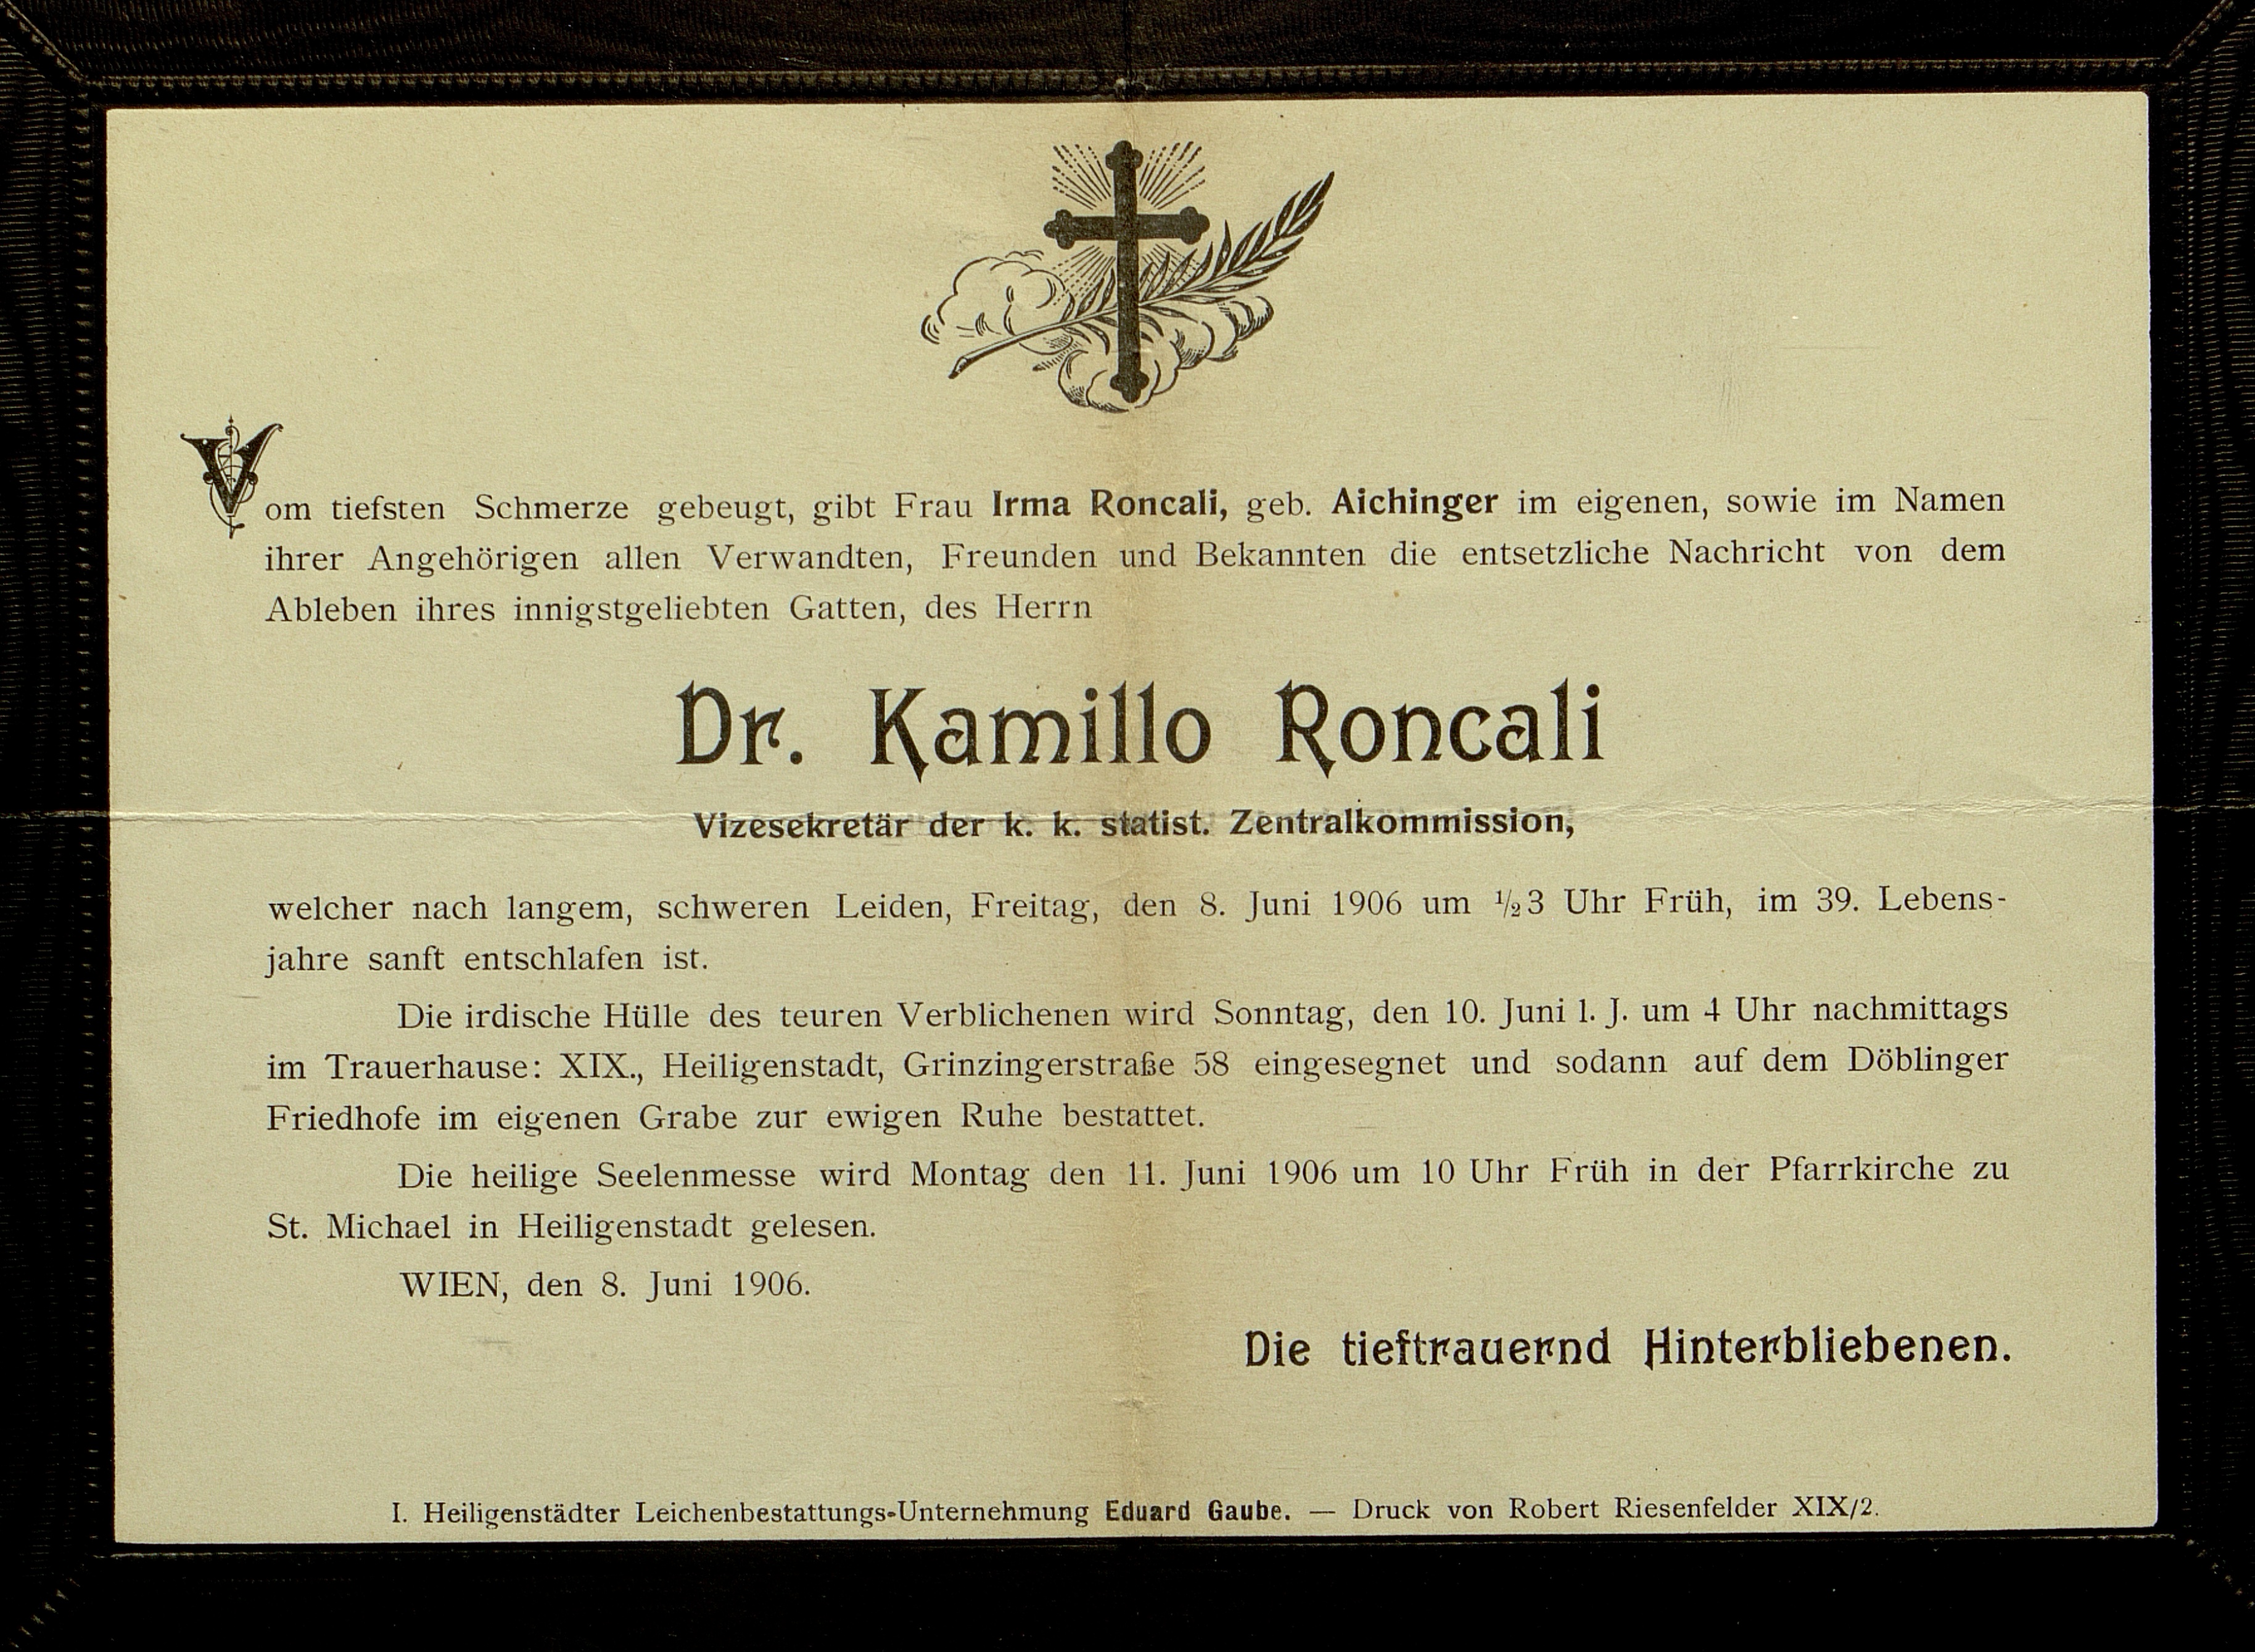 Vom tiefsten Schmerze gebeugt, gibt Frau Irma Roncali, geb. Aichinger im eigenen, sowie im Namen
ihrer Angehörigen allen Verwandten, Freunden und Bekannten die entsetzliche Nachricht von dem
Ableben ihres innigstgeliebten Gatten, des Herrn
Dr. Kamillo Roncali
Vizesekretär der k. k. statist. Zentralkommission,
welcher nach langem, schweren Leiden, Freitag, den 8. Juni 1906 um ½3 Uhr Früh, im 39. Lebens-
jahre sanft entschlafen ist.
Die irdische Hülle des teuren Verblichenen wird Sonntag, den 10. Juni l. J. um 4 Uhr nachmittags
im Trauerhause: XIX., Heiligenstadt, Grinzingerstraße 58 eingesegnet und sodann auf dem Döblinger
Friedhofe im eigenen Grabe zur ewigen Ruhe bestattet.
Die heilige Seelenmesse wird Montag den 11. Juni 1906 um 10 Uhr Früh in der Pfarrkirche zu
St. Michael in Heiligenstadt gelesen.
WIEN, den 8. Juni 1906.
Die tieftrauernd Hinterbliebenen.
I. Heiligenstädter Leichenbestattungs-Unternehmung Eduard Gaube. — Druck von Robert Riesenfelder XIX/2.